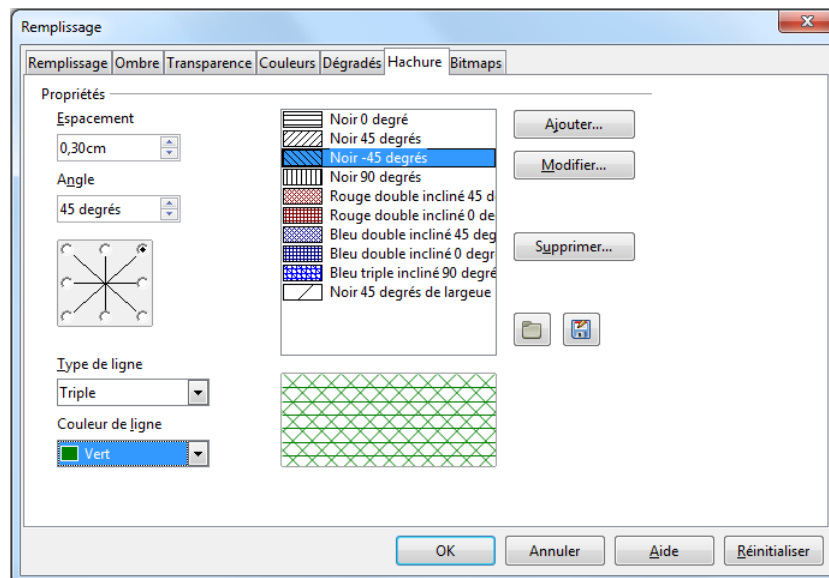 Remplissage
Remplissage Ombre Transparence Couleurs Dégradés Hachure Bitmaps
Propriétés
Espacement
0,30cm
Angle
45 degrés
Type de ligne
Triple
Couleur de ligne
Vert
Noir 0 degré
Noir 45 degrés
Noir -45 degrés
Noir 90 degrés
Rouge double incliné 45 d
Rouge double incliné 0 de
Bleu double incliné 45 deg
Bleu double incliné 0 degr
Bleu triple incliné 90 degré
Noir 45 degrés de largeue
Ajouter...
Modifier...
Supprimer...
OK Annuler Aide Réinitialiser